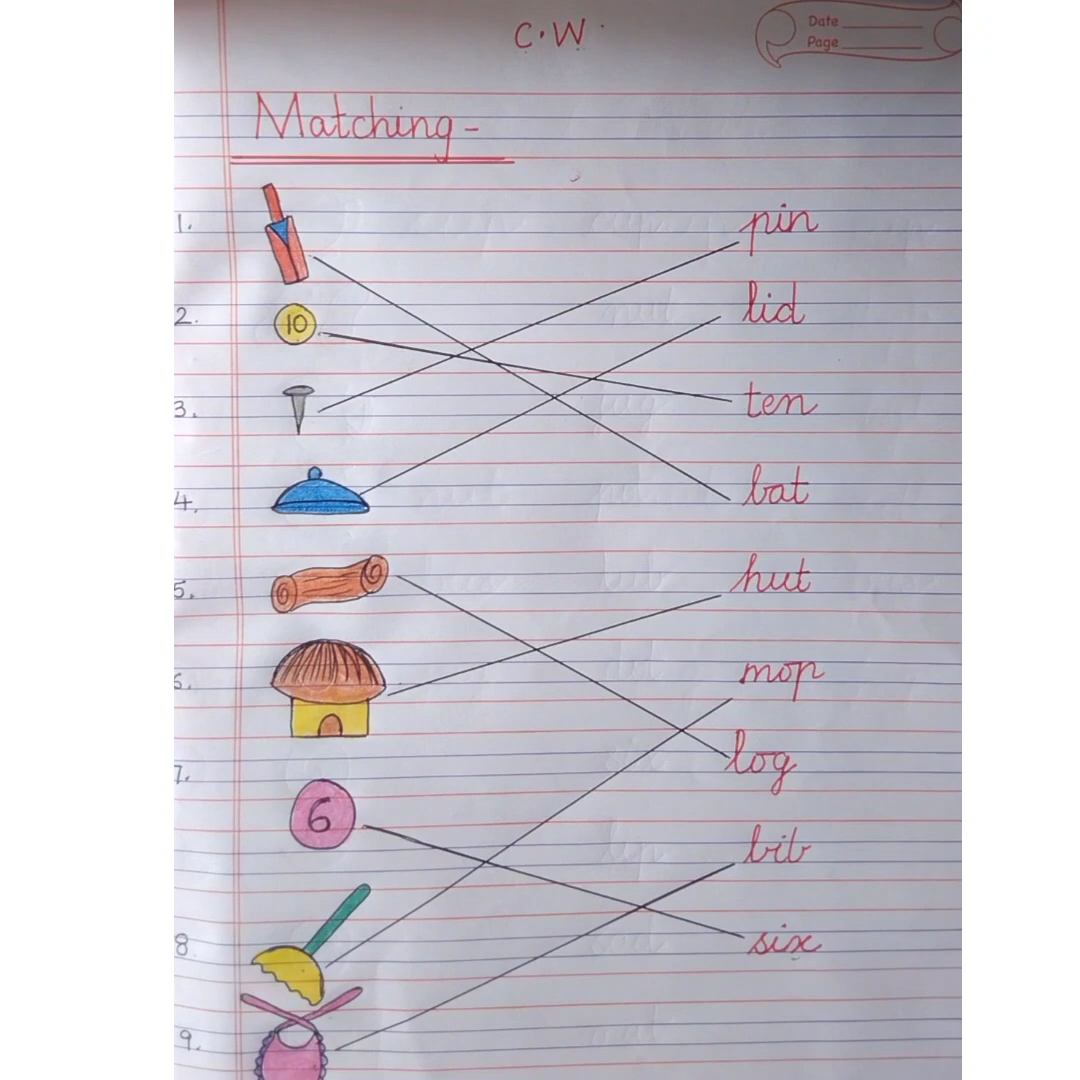 C.W.
Date
Page
Matching-
1. pin
2. 10 lid
3. ten
4. bat
5. hut
6. mop
7. log
6 bib
8. six
9.